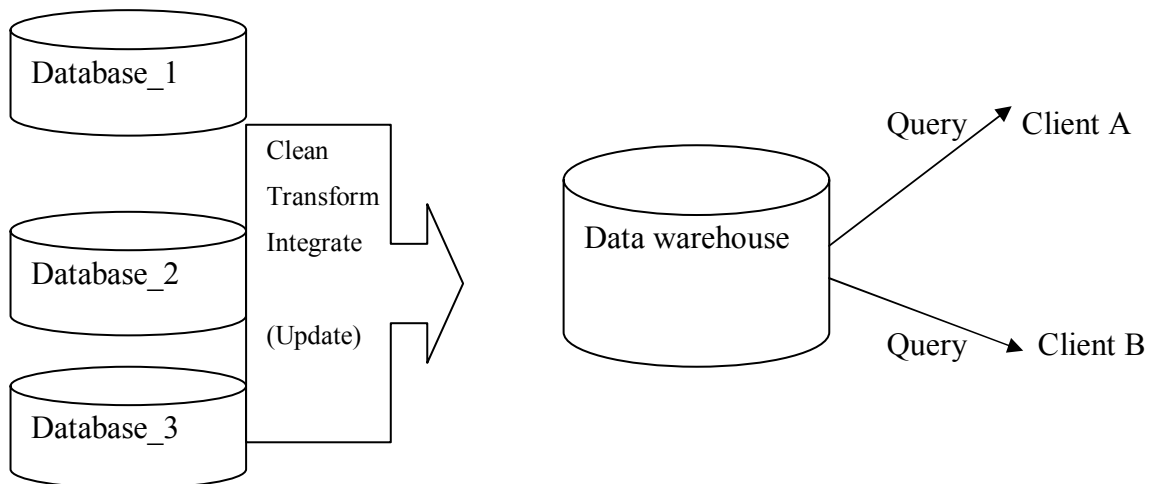 Database_1
Clean
Transform
Integrate
(Update)
Database_2
Database_3
Data warehouse
Query
Client A
Query
Client B